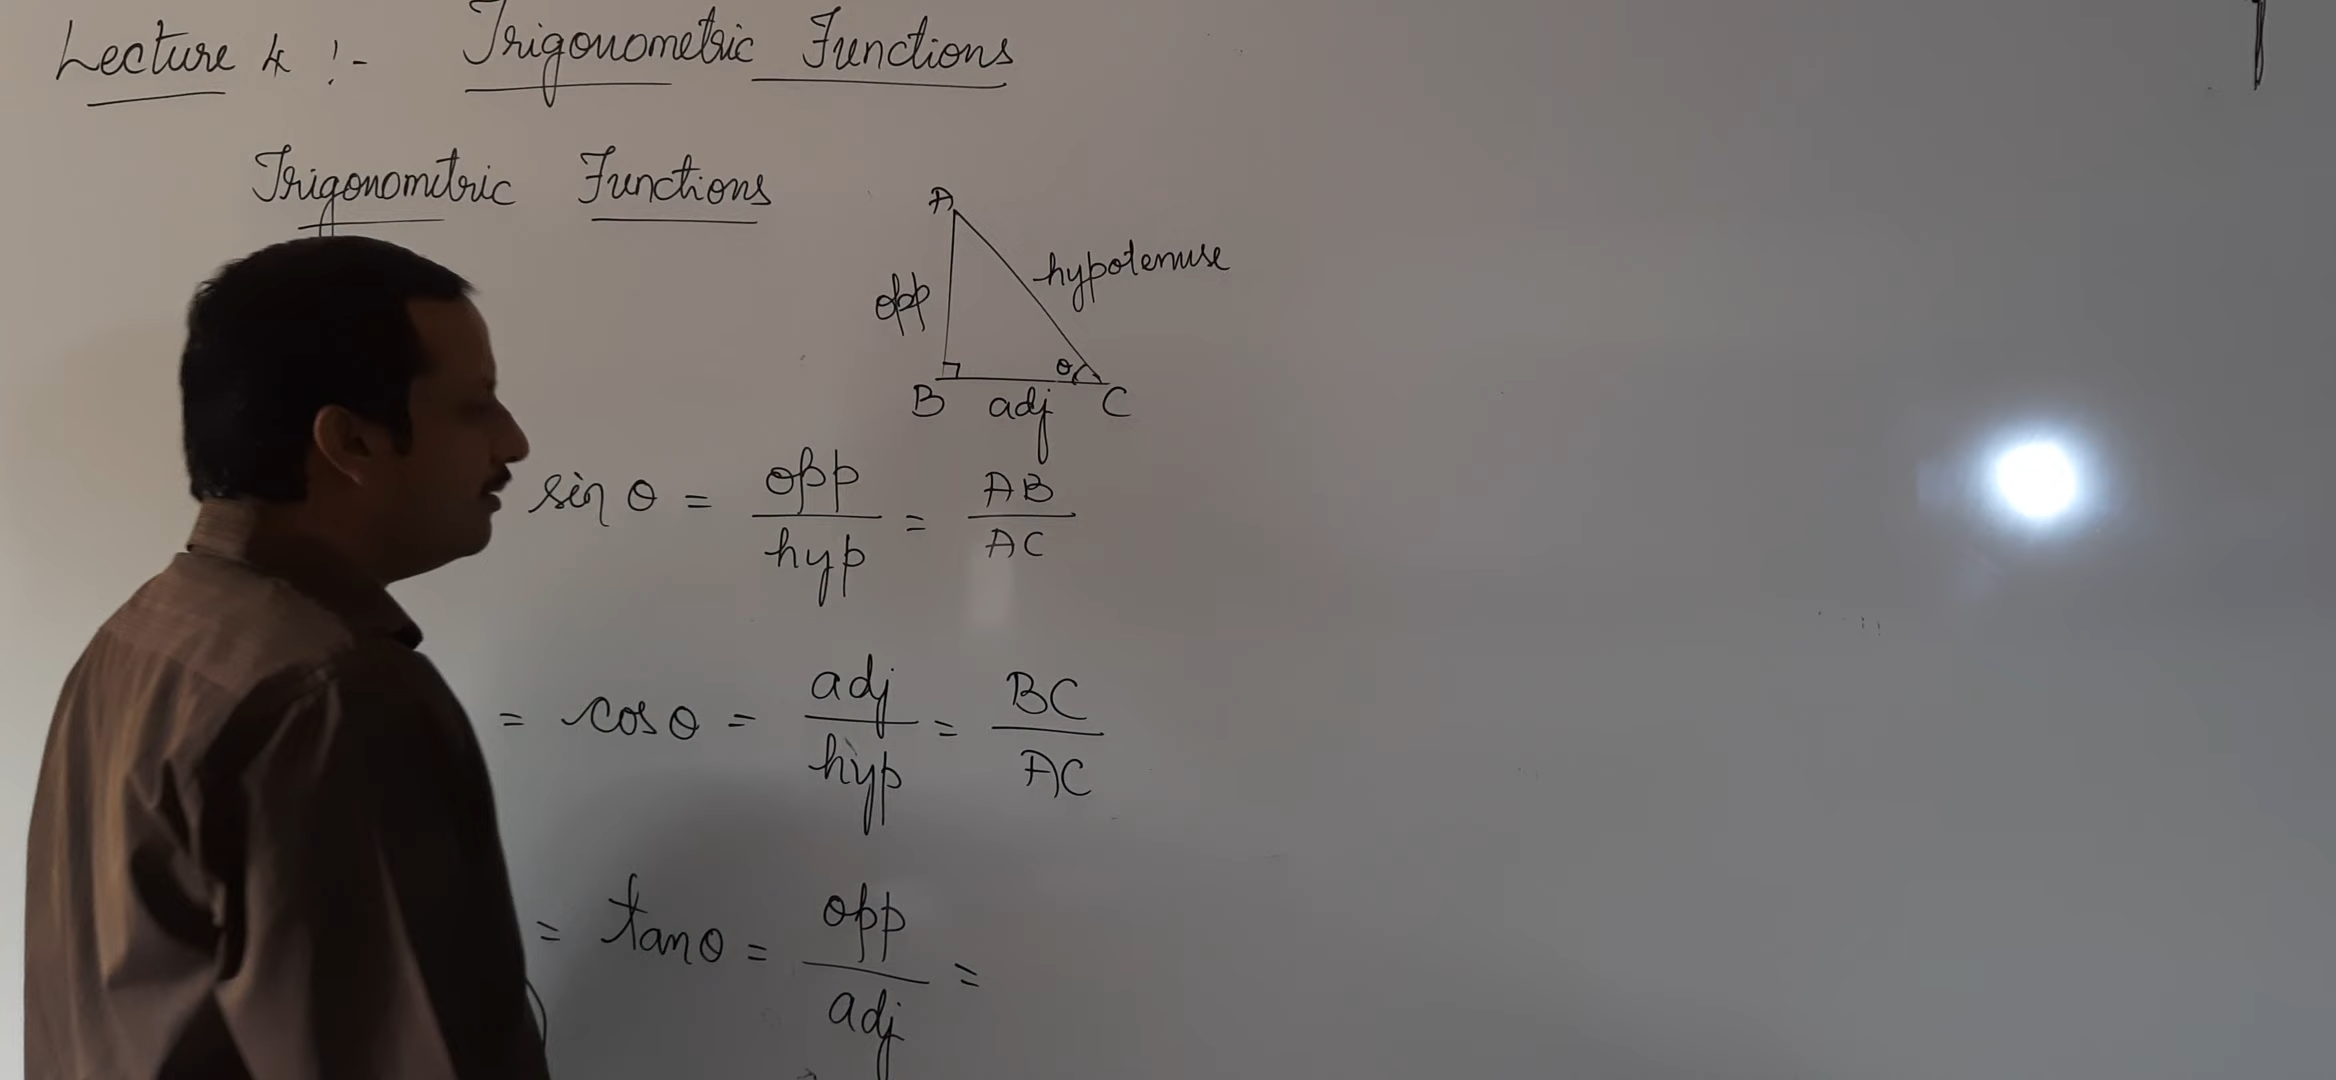 Lecture 4 :- Trigonometric Functions
Trigonometric Functions
A
opp hypotenuse
θ
B adj C
sin θ = opp/hyp = AB/AC
= cos θ = adj/hyp = BC/AC
= tan θ = opp/adj =